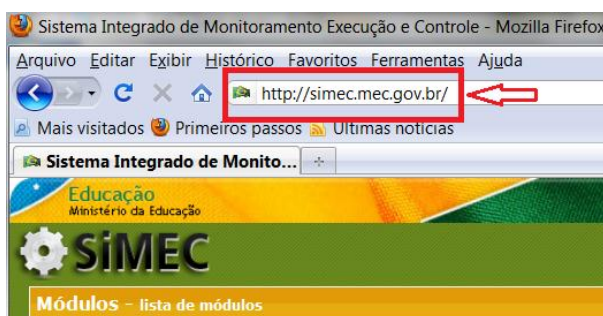 Sistema Integrado de Monitoramento Execução e Controle - Mozilla Firefox
Arquivo Editar Exibir Histórico Favoritos Ferramentas Ajuda
http://simec.mec.gov.br/
Mais visitados Primeiros passos Últimas notícias
Sistema Integrado de Monito...
Educação
Ministério da Educação
SiMEC
Módulos - lista de módulos